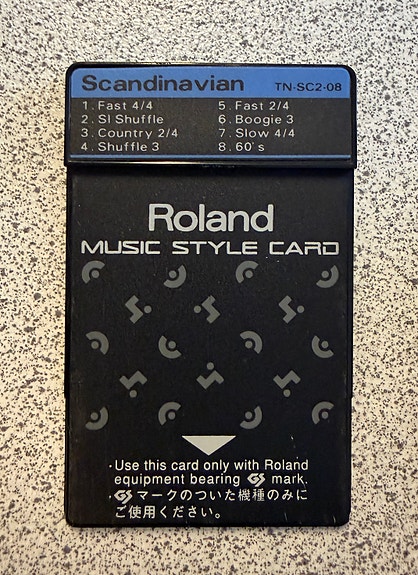 Scandinavian TN-SC2-08
1. Fast 4/4 5. Fast 2/4
2. Sl Shuffle 6. Boogie 3
3. Country 2/4 7. Slow 4/4
4. Shuffle 3 8. 60's
Roland
MUSIC STYLE CARD
・Use this card only with Roland
equipment bearing GS mark.
・GS マークのついた機種のみに
ご使用ください。